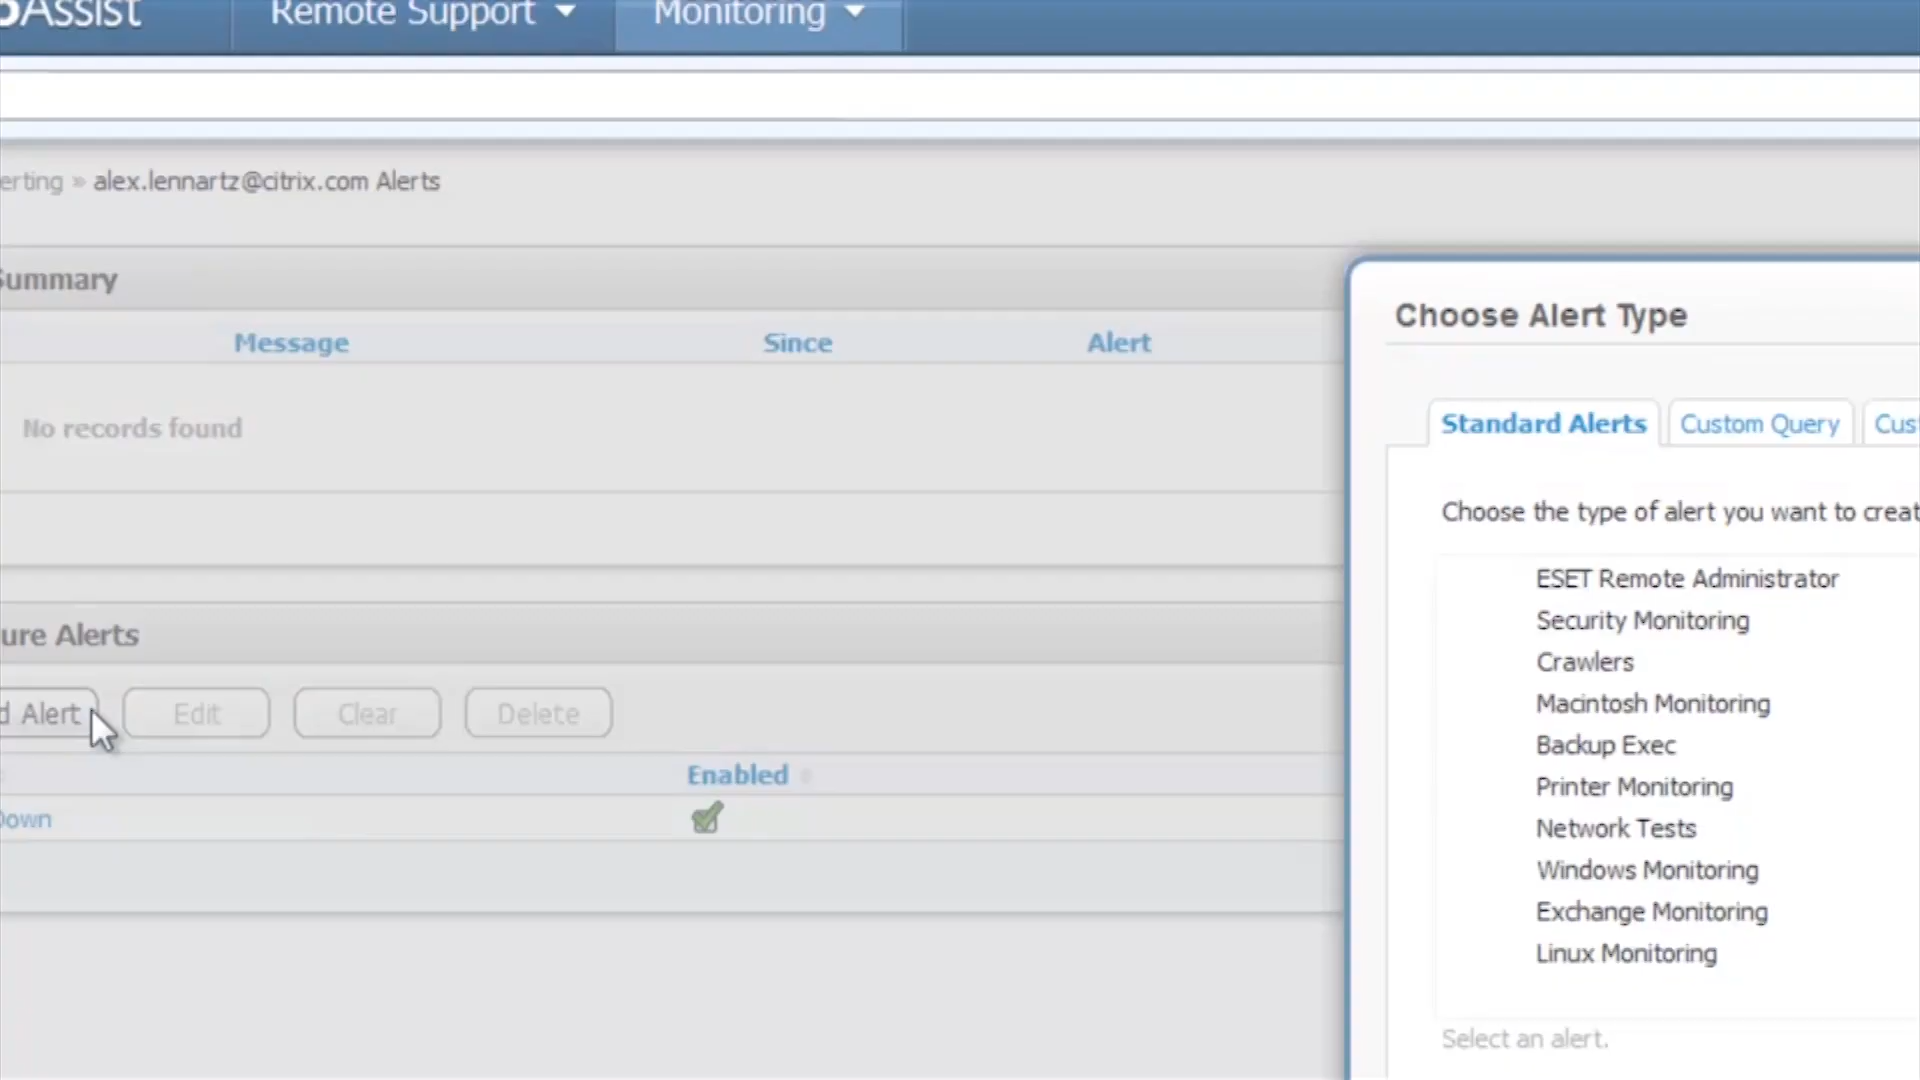 Assist
Remote Support
Monitoring
erting » alex.lennartz@citrix.com Alerts
Summary
Message Since Alert
No records found
ure Alerts
d Alert Edit Clear Delete
Enabled
Down
Choose Alert Type
Standard Alerts Custom Query Cus
Choose the type of alert you want to creat
ESET Remote Administrator
Security Monitoring
Crawlers
Macintosh Monitoring
Backup Exec
Printer Monitoring
Network Tests
Windows Monitoring
Exchange Monitoring
Linux Monitoring
Select an alert.